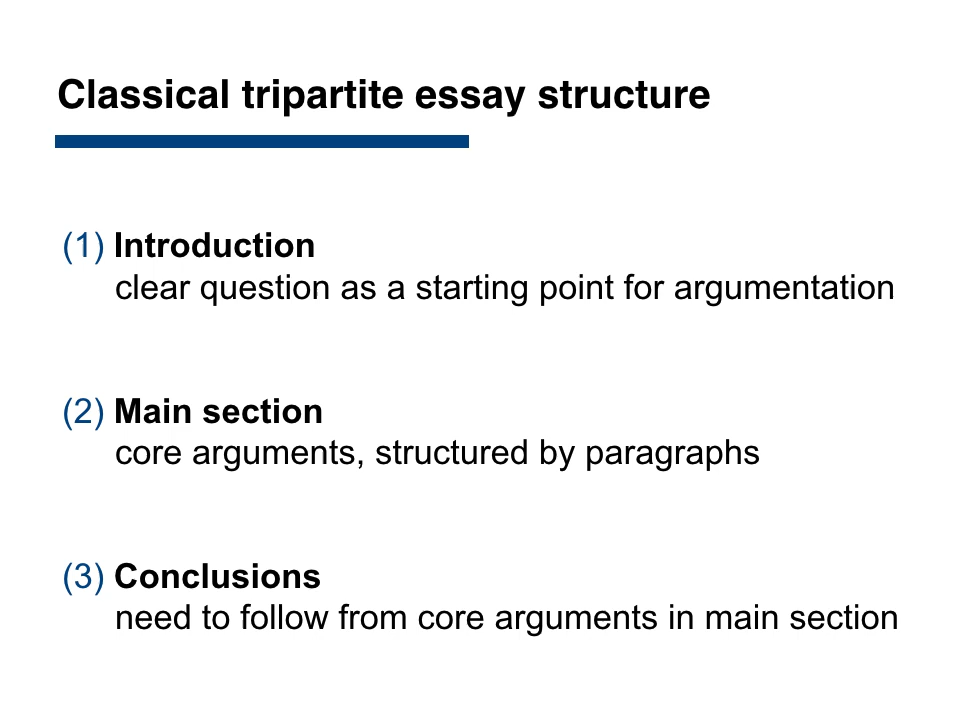 Classical tripartite essay structure
(1) Introduction
clear question as a starting point for argumentation
(2) Main section
core arguments, structured by paragraphs
(3) Conclusions
need to follow from core arguments in main section